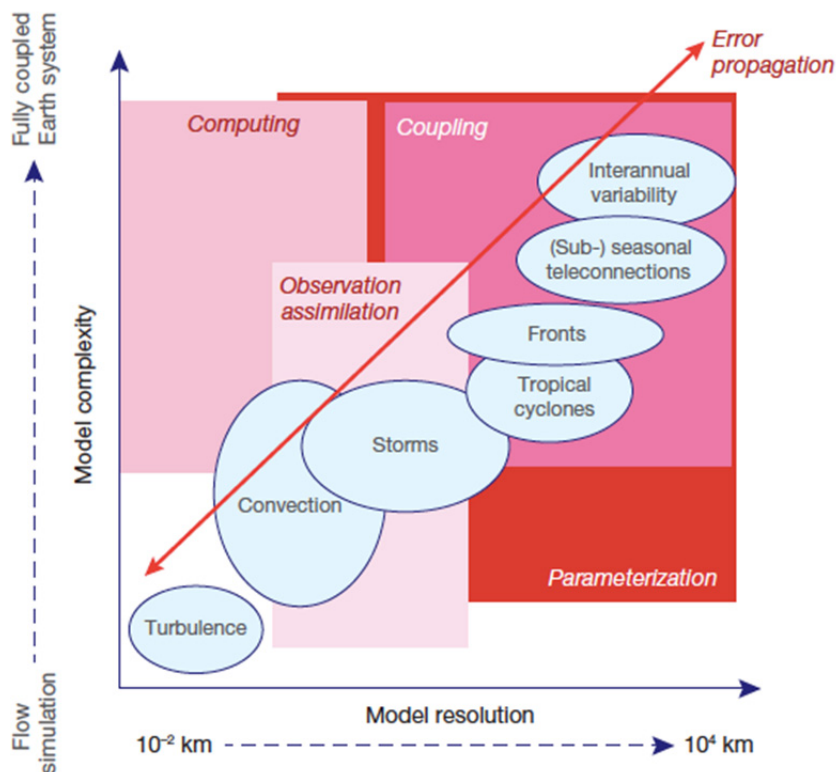 Error
propagation
Computing
Coupling
Interannual
variability
(Sub-) seasonal
teleconnections
Observation
assimilation
Fronts
Tropical
cyclones
Storms
Convection
Parameterization
Turbulence
Fully coupled
Earth system
Model complexity
Flow
simulation
Model resolution
10⁻² km
10⁴ km